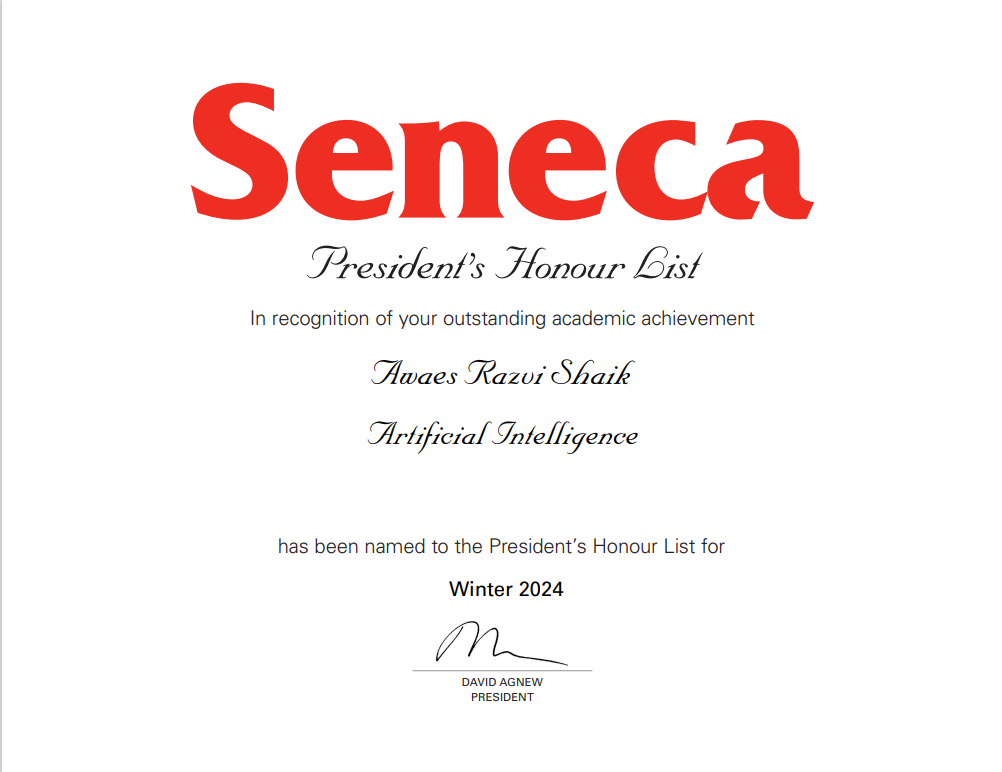 Seneca
President's Honour List
In recognition of your outstanding academic achievement
Awaes Razvi Shaik
Artificial Intelligence
has been named to the President's Honour List for
Winter 2024
DAVID AGNEW
PRESIDENT